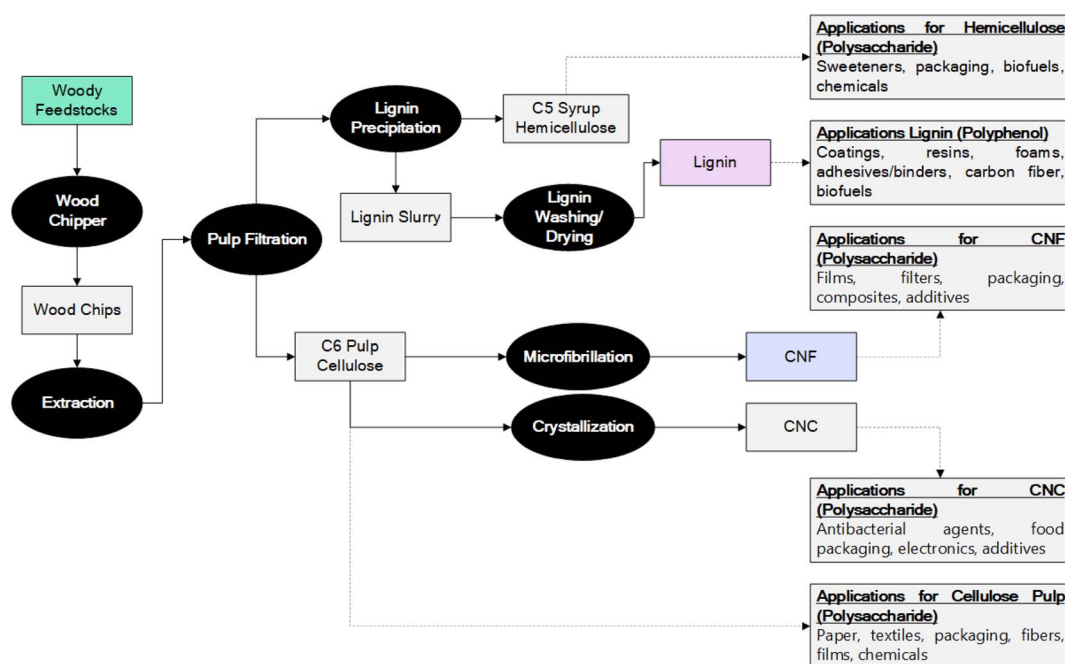 Woody
Feedstocks
Wood
Chipper
Wood Chips
Extraction
Pulp Filtration
Lignin
Precipitation
C5 Syrup
Hemicellulose
Lignin Slurry
Lignin
Washing/
Drying
Lignin
C6 Pulp
Cellulose
Microfibrillation
CNF
Crystallization
CNC
Applications for Hemicellulose
(Polysaccharide)
Sweeteners, packaging, biofuels,
chemicals
Applications Lignin (Polyphenol)
Coatings, resins, foams,
adhesives/binders, carbon fiber,
biofuels
Applications for CNF
(Polysaccharide)
Films, filters, packaging,
composites, additives
Applications for CNC
(Polysaccharide)
Antibacterial agents, food
packaging, electronics, additives
Applications for Cellulose Pulp
(Polysaccharide)
Paper, textiles, packaging, fibers,
films, chemicals